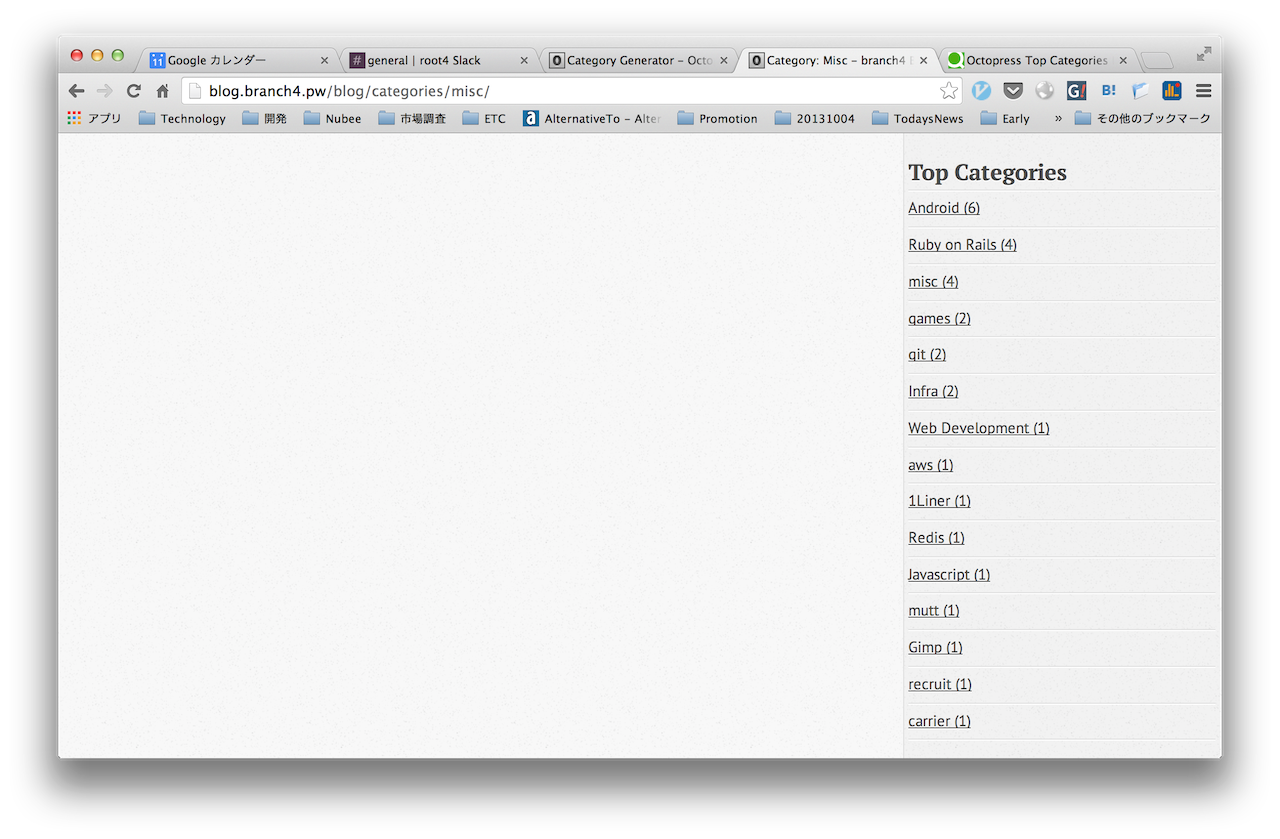 Google カレンダー
general | root4 Slack
Category Generator - Octo
Category: Misc - branch4
Octopress Top Categories
blog.branch4.pw/blog/categories/misc/
アプリ Technology 開発 Nubee 市場調査 ETC AlternativeTo - Alter Promotion 20131004 TodaysNews Early » その他のブックマーク
Top Categories
Android (6)
Ruby on Rails (4)
misc (4)
games (2)
git (2)
Infra (2)
Web Development (1)
aws (1)
1Liner (1)
Redis (1)
Javascript (1)
mutt (1)
Gimp (1)
recruit (1)
carrier (1)